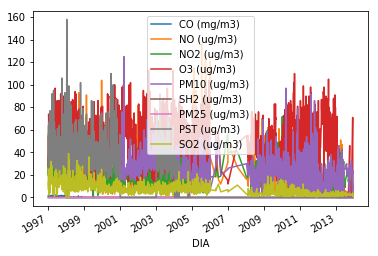 160
140
120
100
80
60
40
20
0
CO (mg/m3)
NO (ug/m3)
NO2 (ug/m3)
O3 (ug/m3)
PM10 (ug/m3)
SH2 (ug/m3)
PM25 (ug/m3)
PST (ug/m3)
SO2 (ug/m3)
1997
1999
2001
2003
2005
2007
2009
2011
2013
DIA